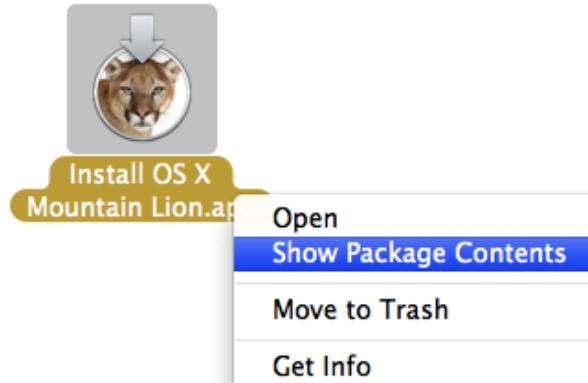 Install OS X
Mountain Lion.ap
Open
Show Package Contents
Move to Trash
Get Info